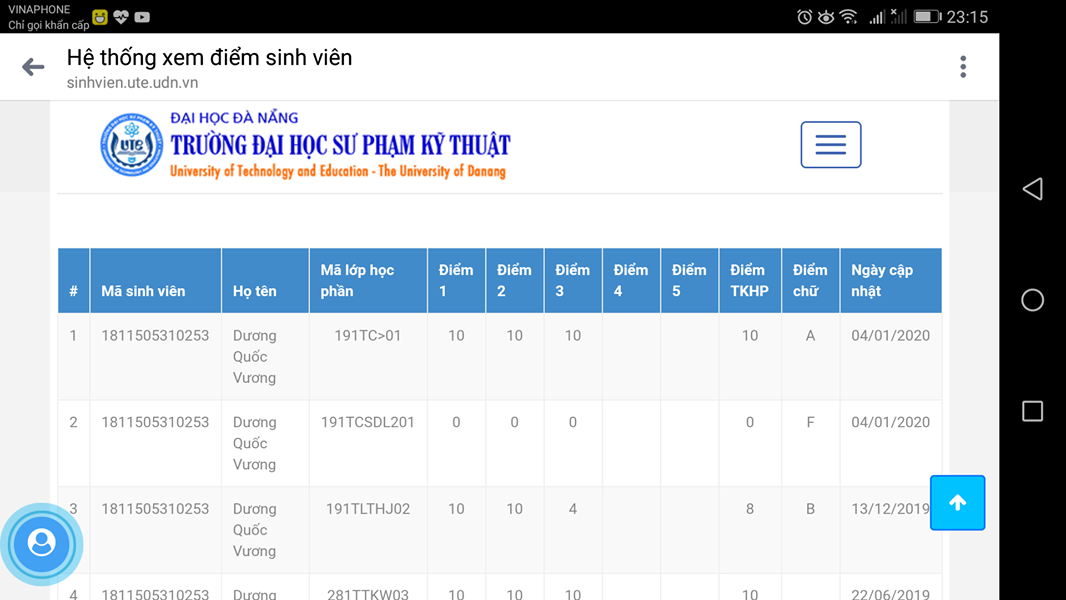 VINAPHONE
Chỉ gọi khẩn cấp
23:15
Hệ thống xem điểm sinh viên
sinhvien.ute.udn.vn
UTE
ĐẠI HỌC ĐÀ NẴNG
TRƯỜNG ĐẠI HỌC SƯ PHẠM KỸ THUẬT
University of Technology and Education - The University of Danang
# Mã sinh viên Họ tên Mã lớp học phần Điểm 1 Điểm 2 Điểm 3 Điểm 4 Điểm 5 Điểm TKHP Điểm chữ Ngày cập nhật
1 1811505310253 Dương Quốc Vương 191TC>01 10 10 10 10 A 04/01/2020
2 1811505310253 Dương Quốc Vương 191TCSDL201 0 0 0 0 F 04/01/2020
3 1811505310253 Dương Quốc Vương 191TLTHJ02 10 10 4 8 B 13/12/2019
4 1811505310253 Dương 281TTKW03 10 10 10 10 22/06/2019